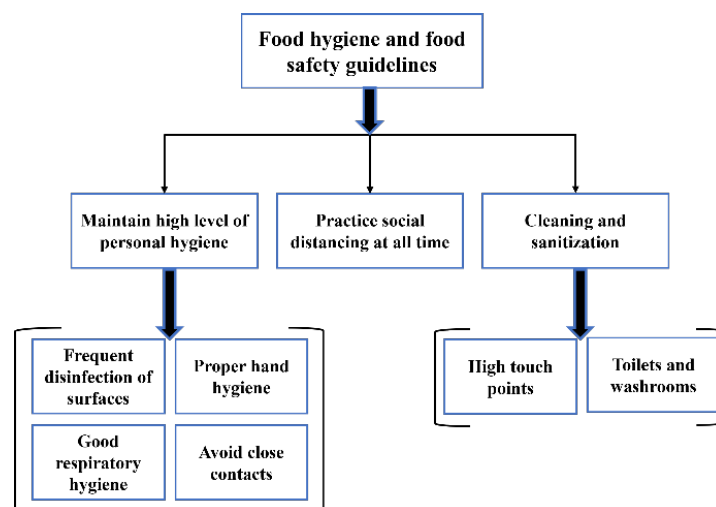 Food hygiene and food
safety guidelines
Maintain high level of
personal hygiene
Practice social
distancing at all time
Cleaning and
sanitization
Frequent
disinfection of
surfaces
Proper hand
hygiene
Good
respiratory
hygiene
Avoid close
contacts
High touch
points
Toilets and
washrooms